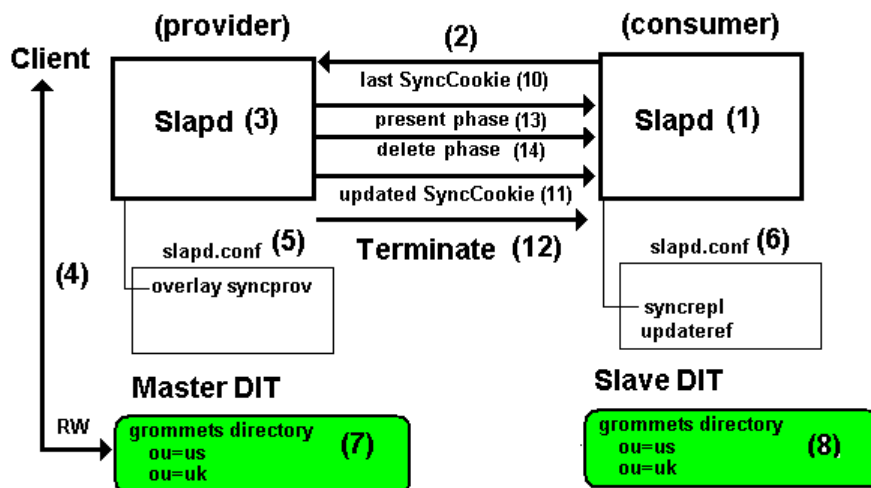 (provider)
(2)
(consumer)
Client
last SyncCookie (10)
Slapd (3)
present phase (13)
Slapd (1)
delete phase (14)
updated SyncCookie (11)
Terminate (12)
slapd.conf (5)
slapd.conf (6)
(4)
overlay syncprov
syncrepl
updateref
Master DIT
Slave DIT
RW
grommets directory
ou=us
ou=uk
(7)
grommets directory
ou=us
ou=uk
(8)